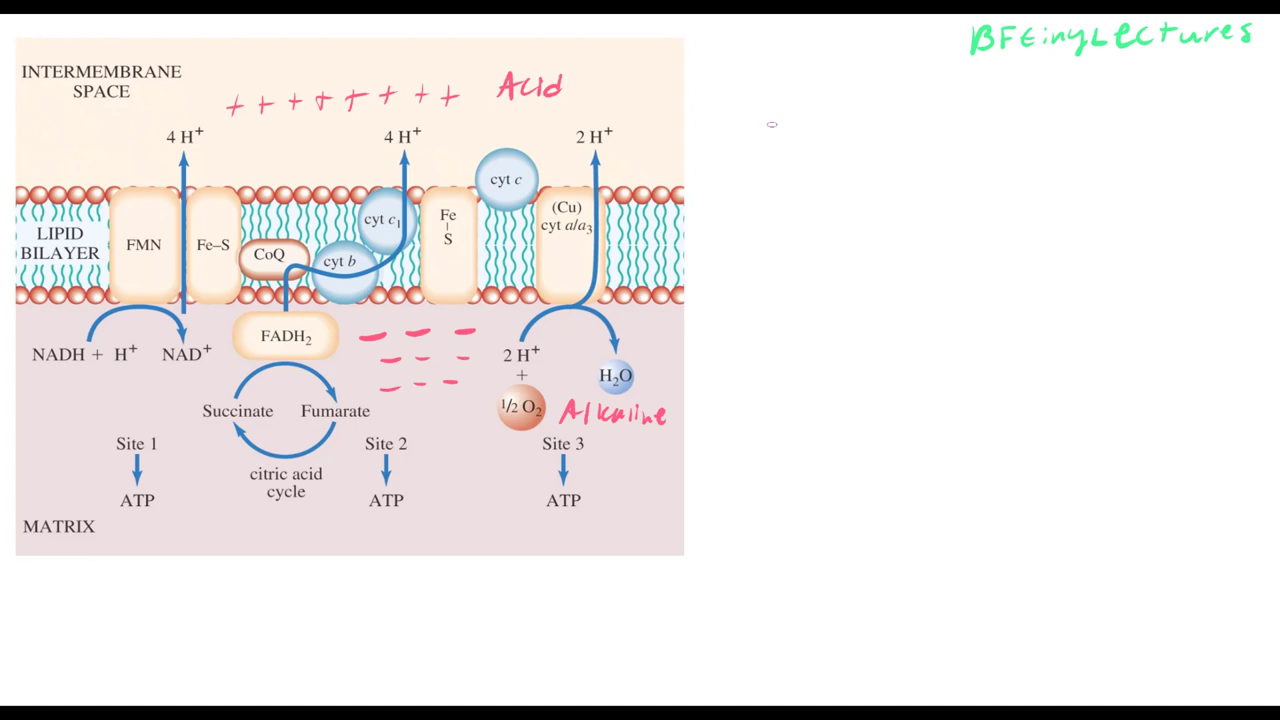 BFtinyLectures
INTERMEMBRANE
SPACE
+ + + + + + + +
Acid
4 H+
4 H+
2 H+
cyt c
(Cu)
cyt a/a3
cyt c1
Fe
S
LIPID
BILAYER
FMN
Fe–S
CoQ
cyt b
FADH2
NADH + H+
NAD+
2 H+
+
1/2 O2
H2O
Alkaline
Succinate
Fumarate
Site 1
Site 2
Site 3
citric acid
cycle
ATP
ATP
ATP
MATRIX